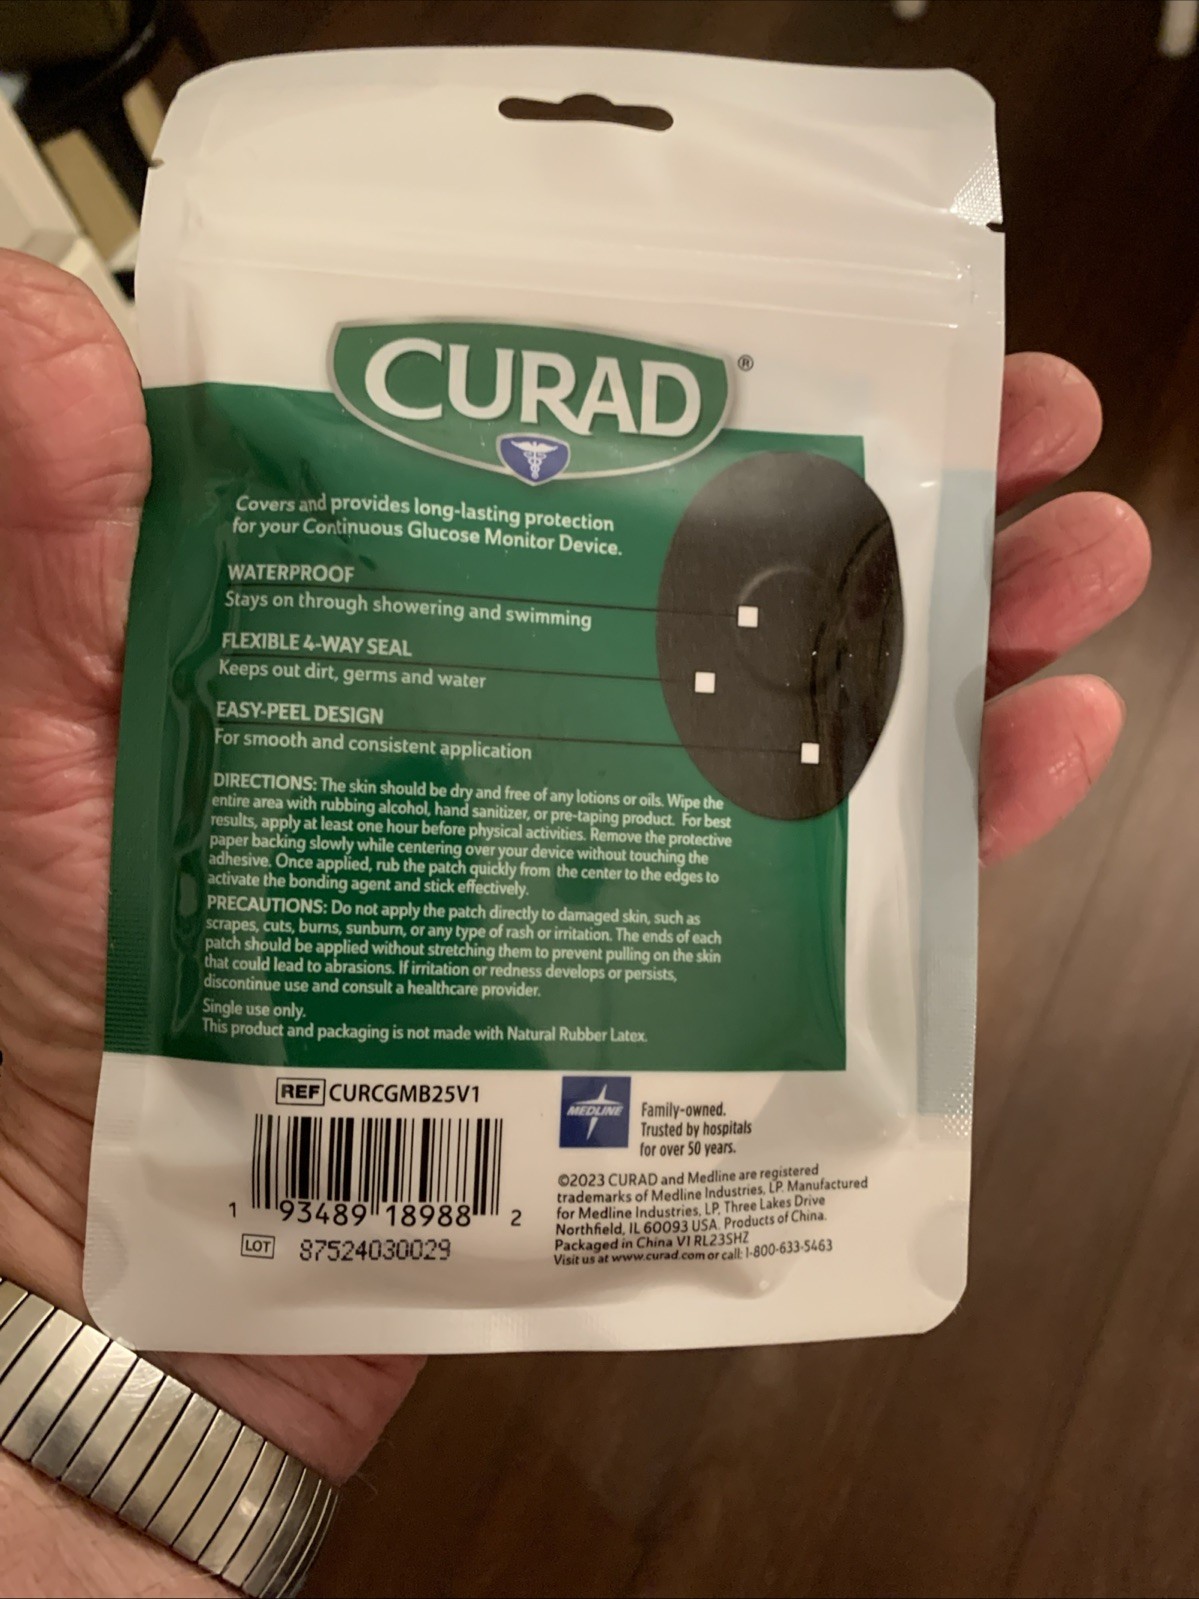 CURAD®
Covers and provides long-lasting protection
for your Continuous Glucose Monitor Device.
WATERPROOF
Stays on through showering and swimming
FLEXIBLE 4-WAY SEAL
Keeps out dirt, germs and water
EASY-PEEL DESIGN
For smooth and consistent application
DIRECTIONS: The skin should be dry and free of any lotions or oils. Wipe the
entire area with rubbing alcohol, hand sanitizer, or pre-taping product. For best
results, apply at least one hour before physical activities. Remove the protective
paper backing slowly while centering over your device without touching the
adhesive. Once applied, rub the patch quickly from the center to the edges to
activate the bonding agent and stick effectively.
PRECAUTIONS: Do not apply the patch directly to damaged skin, such as
scrapes, cuts, burns, sunburn, or any type of rash or irritation. The ends of each
patch should be applied without stretching them to prevent pulling on the skin
that could lead to abrasions. If irritation or redness develops or persists,
discontinue use and consult a healthcare provider.
Single use only.
This product and packaging is not made with Natural Rubber Latex.
REF CURCGMB25V1
1 93489 18988 2
LOT 87524030029
MEDLINE
Family-owned.
Trusted by hospitals
for over 50 years.
©2023 CURAD and Medline are registered
trademarks of Medline Industries, LP. Manufactured
for Medline Industries, LP, Three Lakes Drive
Northfield, IL 60093 USA. Products of China.
Packaged in China V1 RL23SHZ
Visit us at www.curad.com or call: 1-800-633-5463